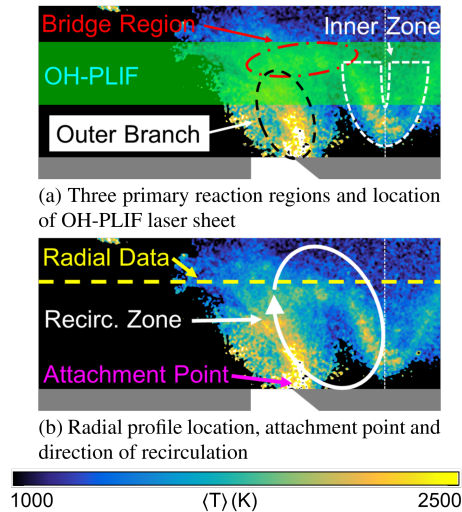 Bridge Region
Inner Zone
OH-PLIF
Outer Branch
(a) Three primary reaction regions and location
of OH-PLIF laser sheet
Radial Data
Recirc. Zone
Attachment Point
(b) Radial profile location, attachment point and
direction of recirculation
1000 ⟨T⟩ (K) 2500